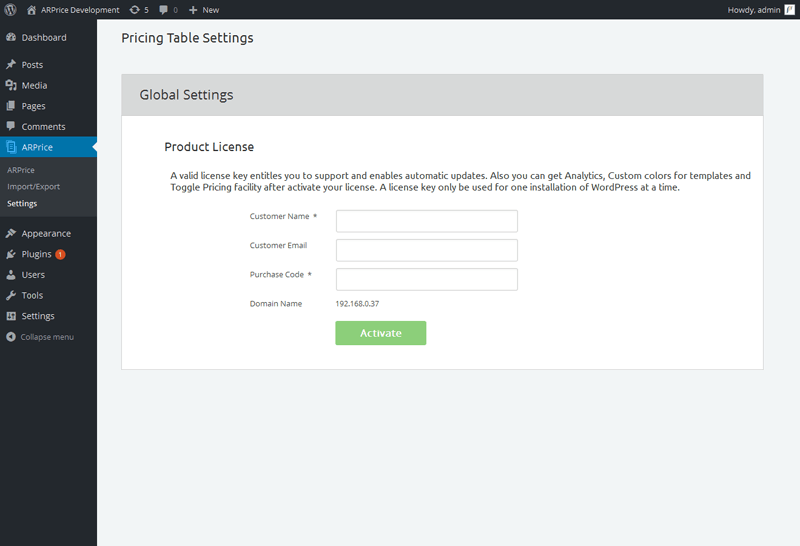 ARPrice Development 5 0 New Howdy, admin
Dashboard
Posts
Media
Pages
Comments
ARPrice
ARPrice
Import/Export
Settings
Appearance
Plugins 1
Users
Tools
Settings
Collapse menu
Pricing Table Settings
Global Settings
Product License
A valid license key entitles you to support and enables automatic updates. Also you can get Analytics, Custom colors for templates and
Toggle Pricing facility after activate your license. A license key only be used for one installation of WordPress at a time.
Customer Name *
Customer Email
Purchase Code *
Domain Name 192.168.0.37
Activate